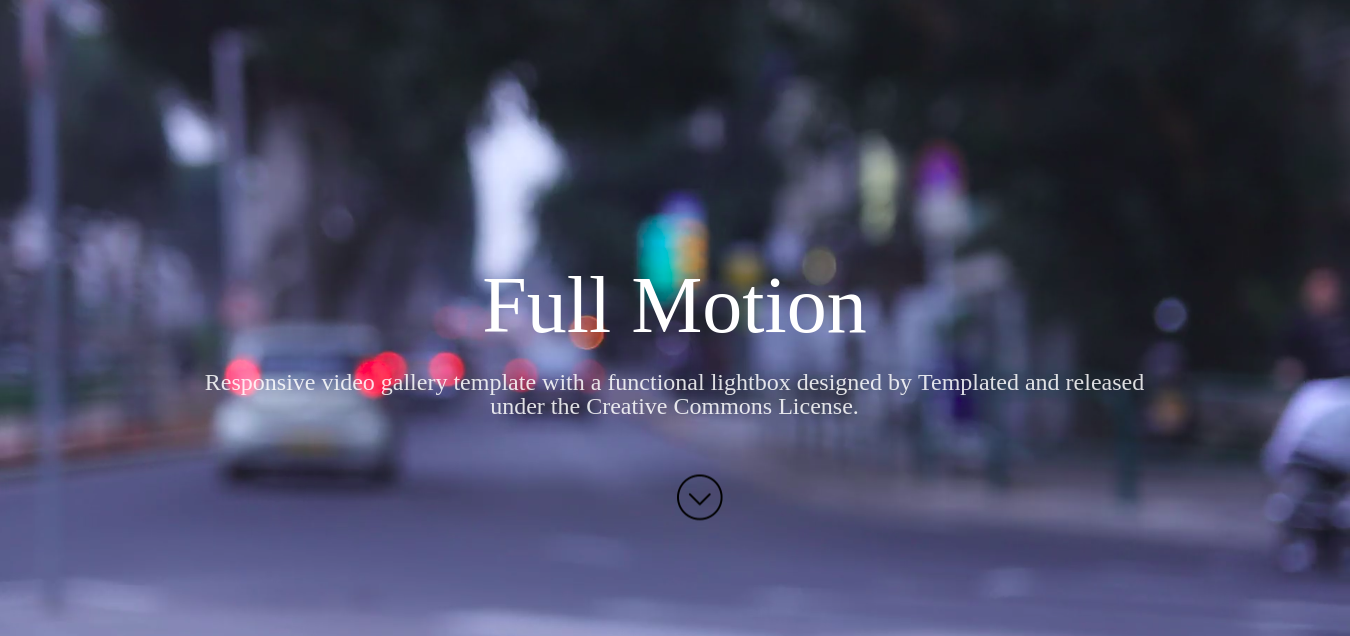 Full Motion
Responsive video gallery template with a functional lightbox designed by Templated and released
under the Creative Commons License.